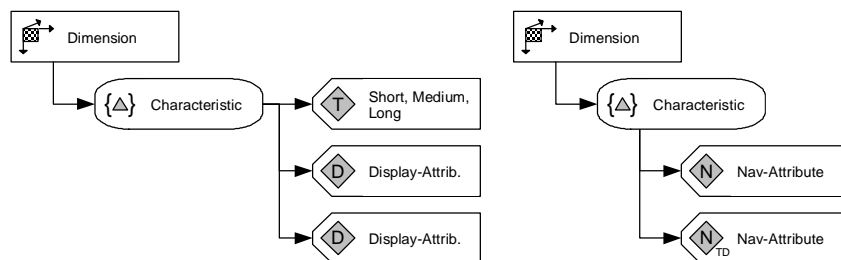 Dimension
{△} Characteristic
T Short, Medium,
Long
D Display-Attrib.
D Display-Attrib.
Dimension
{△} Characteristic
N Nav-Attribute
N TD Nav-Attribute